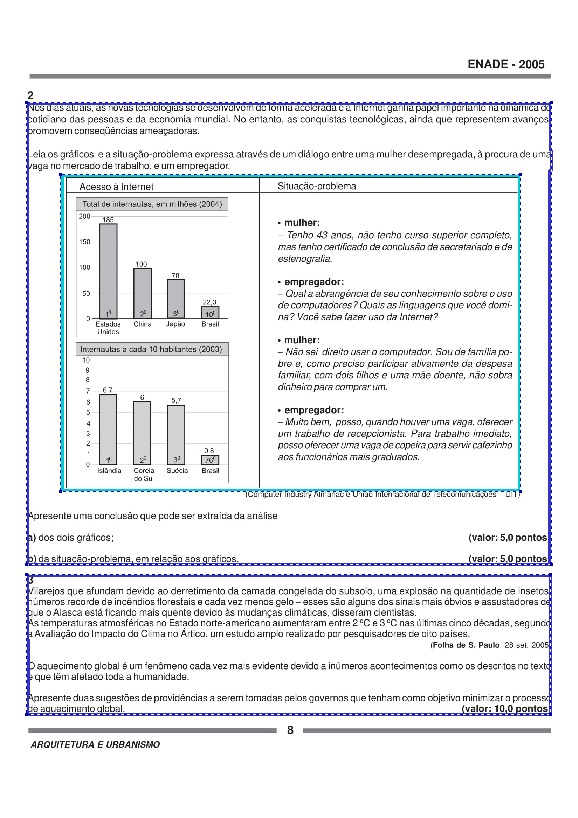 ENADE - 2005
2
Nos dias atuais, as novas tecnologias se desenvolvem de forma acelerada e a Internet ganha papel importante na dinâmica do
cotidiano das pessoas e da economia mundial. No entanto, as conquistas tecnológicas, ainda que representem avanços,
promovem conseqüências ameaçadoras.
Leia os gráficos e a situação-problema expressa através de um diálogo entre uma mulher desempregada, à procura de uma
vaga no mercado de trabalho, e um empregador.
Acesso à Internet
Total de internautas, em milhões (2004)
200
185
150
100
100
78
50
22,3
0
1º 2º 3º 10º
Estados Unidos China Japão Brasil
Internautas a cada 10 habitantes (2003)
10
9
8
7
6,7
6
6
5,7
5
4
3
2
1
0,8
0
1º 2º 3º 76º
Islândia Coréia do Sul Suécia Brasil
Situação-problema
• mulher:
– Tenho 43 anos, não tenho curso superior completo,
mas tenho certificado de conclusão de secretariado e de
estenografia.
• empregador:
– Qual a abrangência de seu conhecimento sobre o uso
de computadores? Quais as linguagens que você domi-
na? Você sabe fazer uso da Internet?
• mulher:
– Não sei direito usar o computador. Sou de família po-
bre e, como preciso participar ativamente da despesa
familiar, com dois filhos e uma mãe doente, não sobra
dinheiro para comprar um.
• empregador:
– Muito bem, posso, quando houver uma vaga, oferecer
um trabalho de recepcionista. Para trabalho imediato,
posso oferecer uma vaga de copeira para servir cafezinho
aos funcionários mais graduados.
(Computer Industry Almanac e União Internacional de Telecomunicações – UIT)
Apresente uma conclusão que pode ser extraída da análise
a) dos dois gráficos; (valor: 5,0 pontos)
b) da situação-problema, em relação aos gráficos. (valor: 5,0 pontos)
3
Vilarejos que afundam devido ao derretimento da camada congelada do subsolo, uma explosão na quantidade de insetos,
números recorde de incêndios florestais e cada vez menos gelo – esses são alguns dos sinais mais óbvios e assustadores de
que o Alasca está ficando mais quente devido às mudanças climáticas, disseram cientistas.
As temperaturas atmosféricas no Estado norte-americano aumentaram entre 2 ºC e 3 ºC nas últimas cinco décadas, segundo
a Avaliação do Impacto do Clima no Ártico, um estudo amplo realizado por pesquisadores de oito países.
(Folha de S. Paulo, 28 set. 2005)
O aquecimento global é um fenômeno cada vez mais evidente devido a inúmeros acontecimentos como os descritos no texto
e que têm afetado toda a humanidade.
Apresente duas sugestões de providências a serem tomadas pelos governos que tenham como objetivo minimizar o processo
de aquecimento global. (valor: 10,0 pontos)
8
ARQUITETURA E URBANISMO